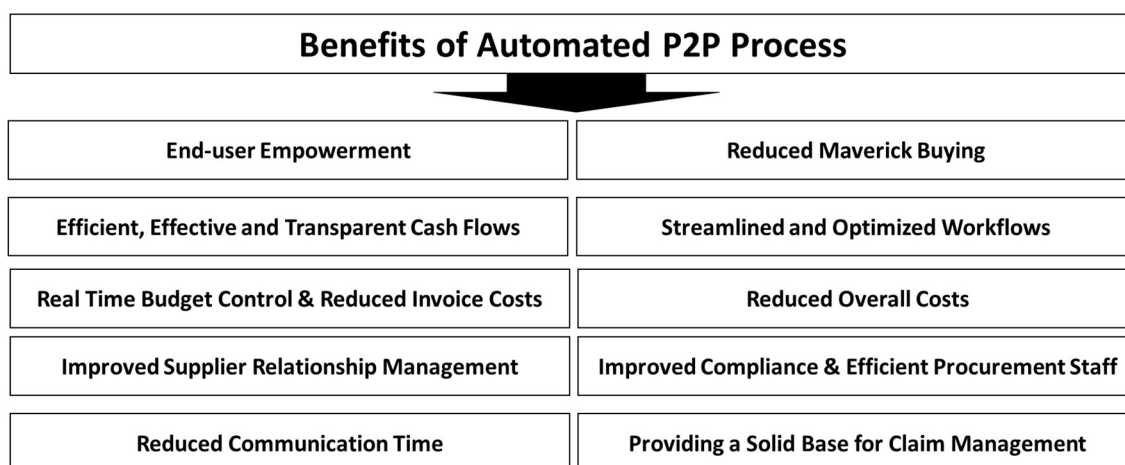 Benefits of Automated P2P Process
End-user Empowerment
Reduced Maverick Buying
Efficient, Effective and Transparent Cash Flows
Streamlined and Optimized Workflows
Real Time Budget Control & Reduced Invoice Costs
Reduced Overall Costs
Improved Supplier Relationship Management
Improved Compliance & Efficient Procurement Staff
Reduced Communication Time
Providing a Solid Base for Claim Management